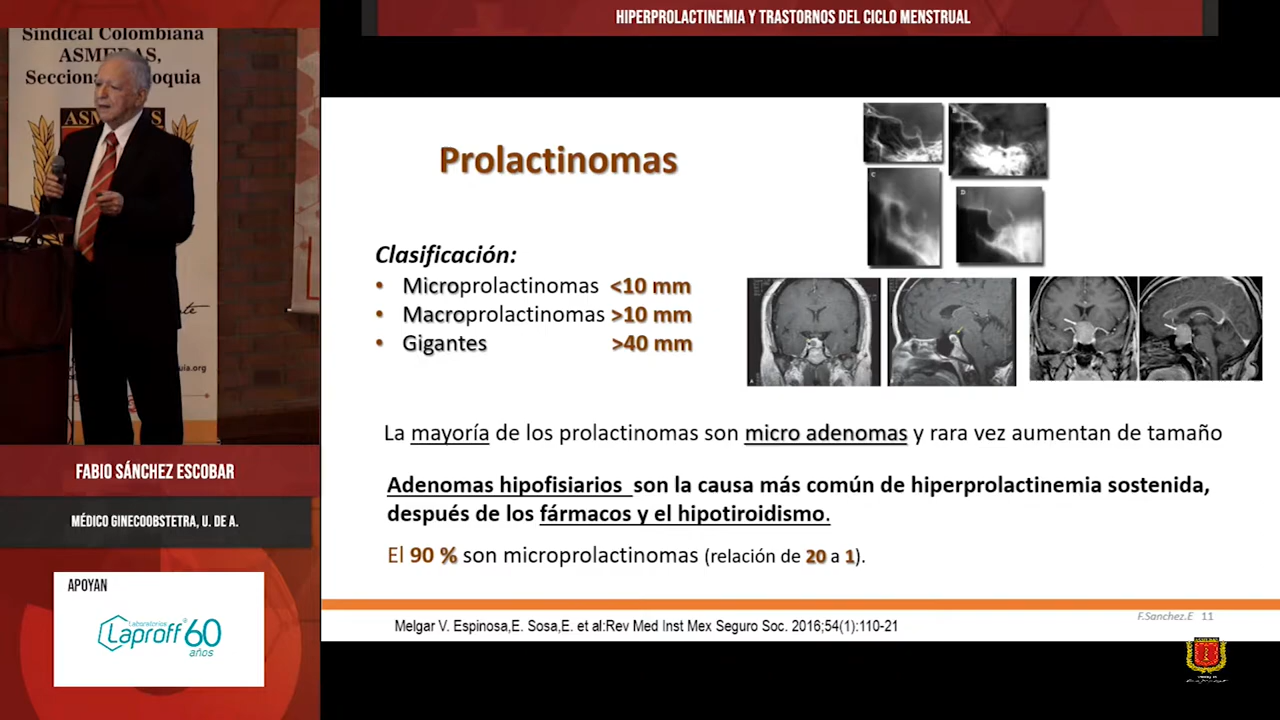 HIPERPROLACTINEMIA Y TRASTORNOS DEL CICLO MENSTRUAL
Sindical Colombiana
ASMEDAS,
ASMEDAS
Prolactinomas
A
B
C
D
Clasificación:
• Microprolactinomas <10 mm
• Macroprolactinomas >10 mm
• Gigantes >40 mm
La mayoría de los prolactinomas son micro adenomas y rara vez aumentan de tamaño
Adenomas hipofisiarios son la causa más común de hiperprolactinemia sostenida,
después de los fármacos y el hipotiroidismo.
El 90 % son microprolactinomas (relación de 20 a 1).
F.Sanchez.E 11
Melgar V. Espinosa,E. Sosa,E. et al:Rev Med Inst Mex Seguro Soc. 2016;54(1):110-21
FABIO SÁNCHEZ ESCOBAR
MÉDICO GINECOOBSTETRA, U. DE A.
APOYAN
Laboratorios
Laproff 60
años